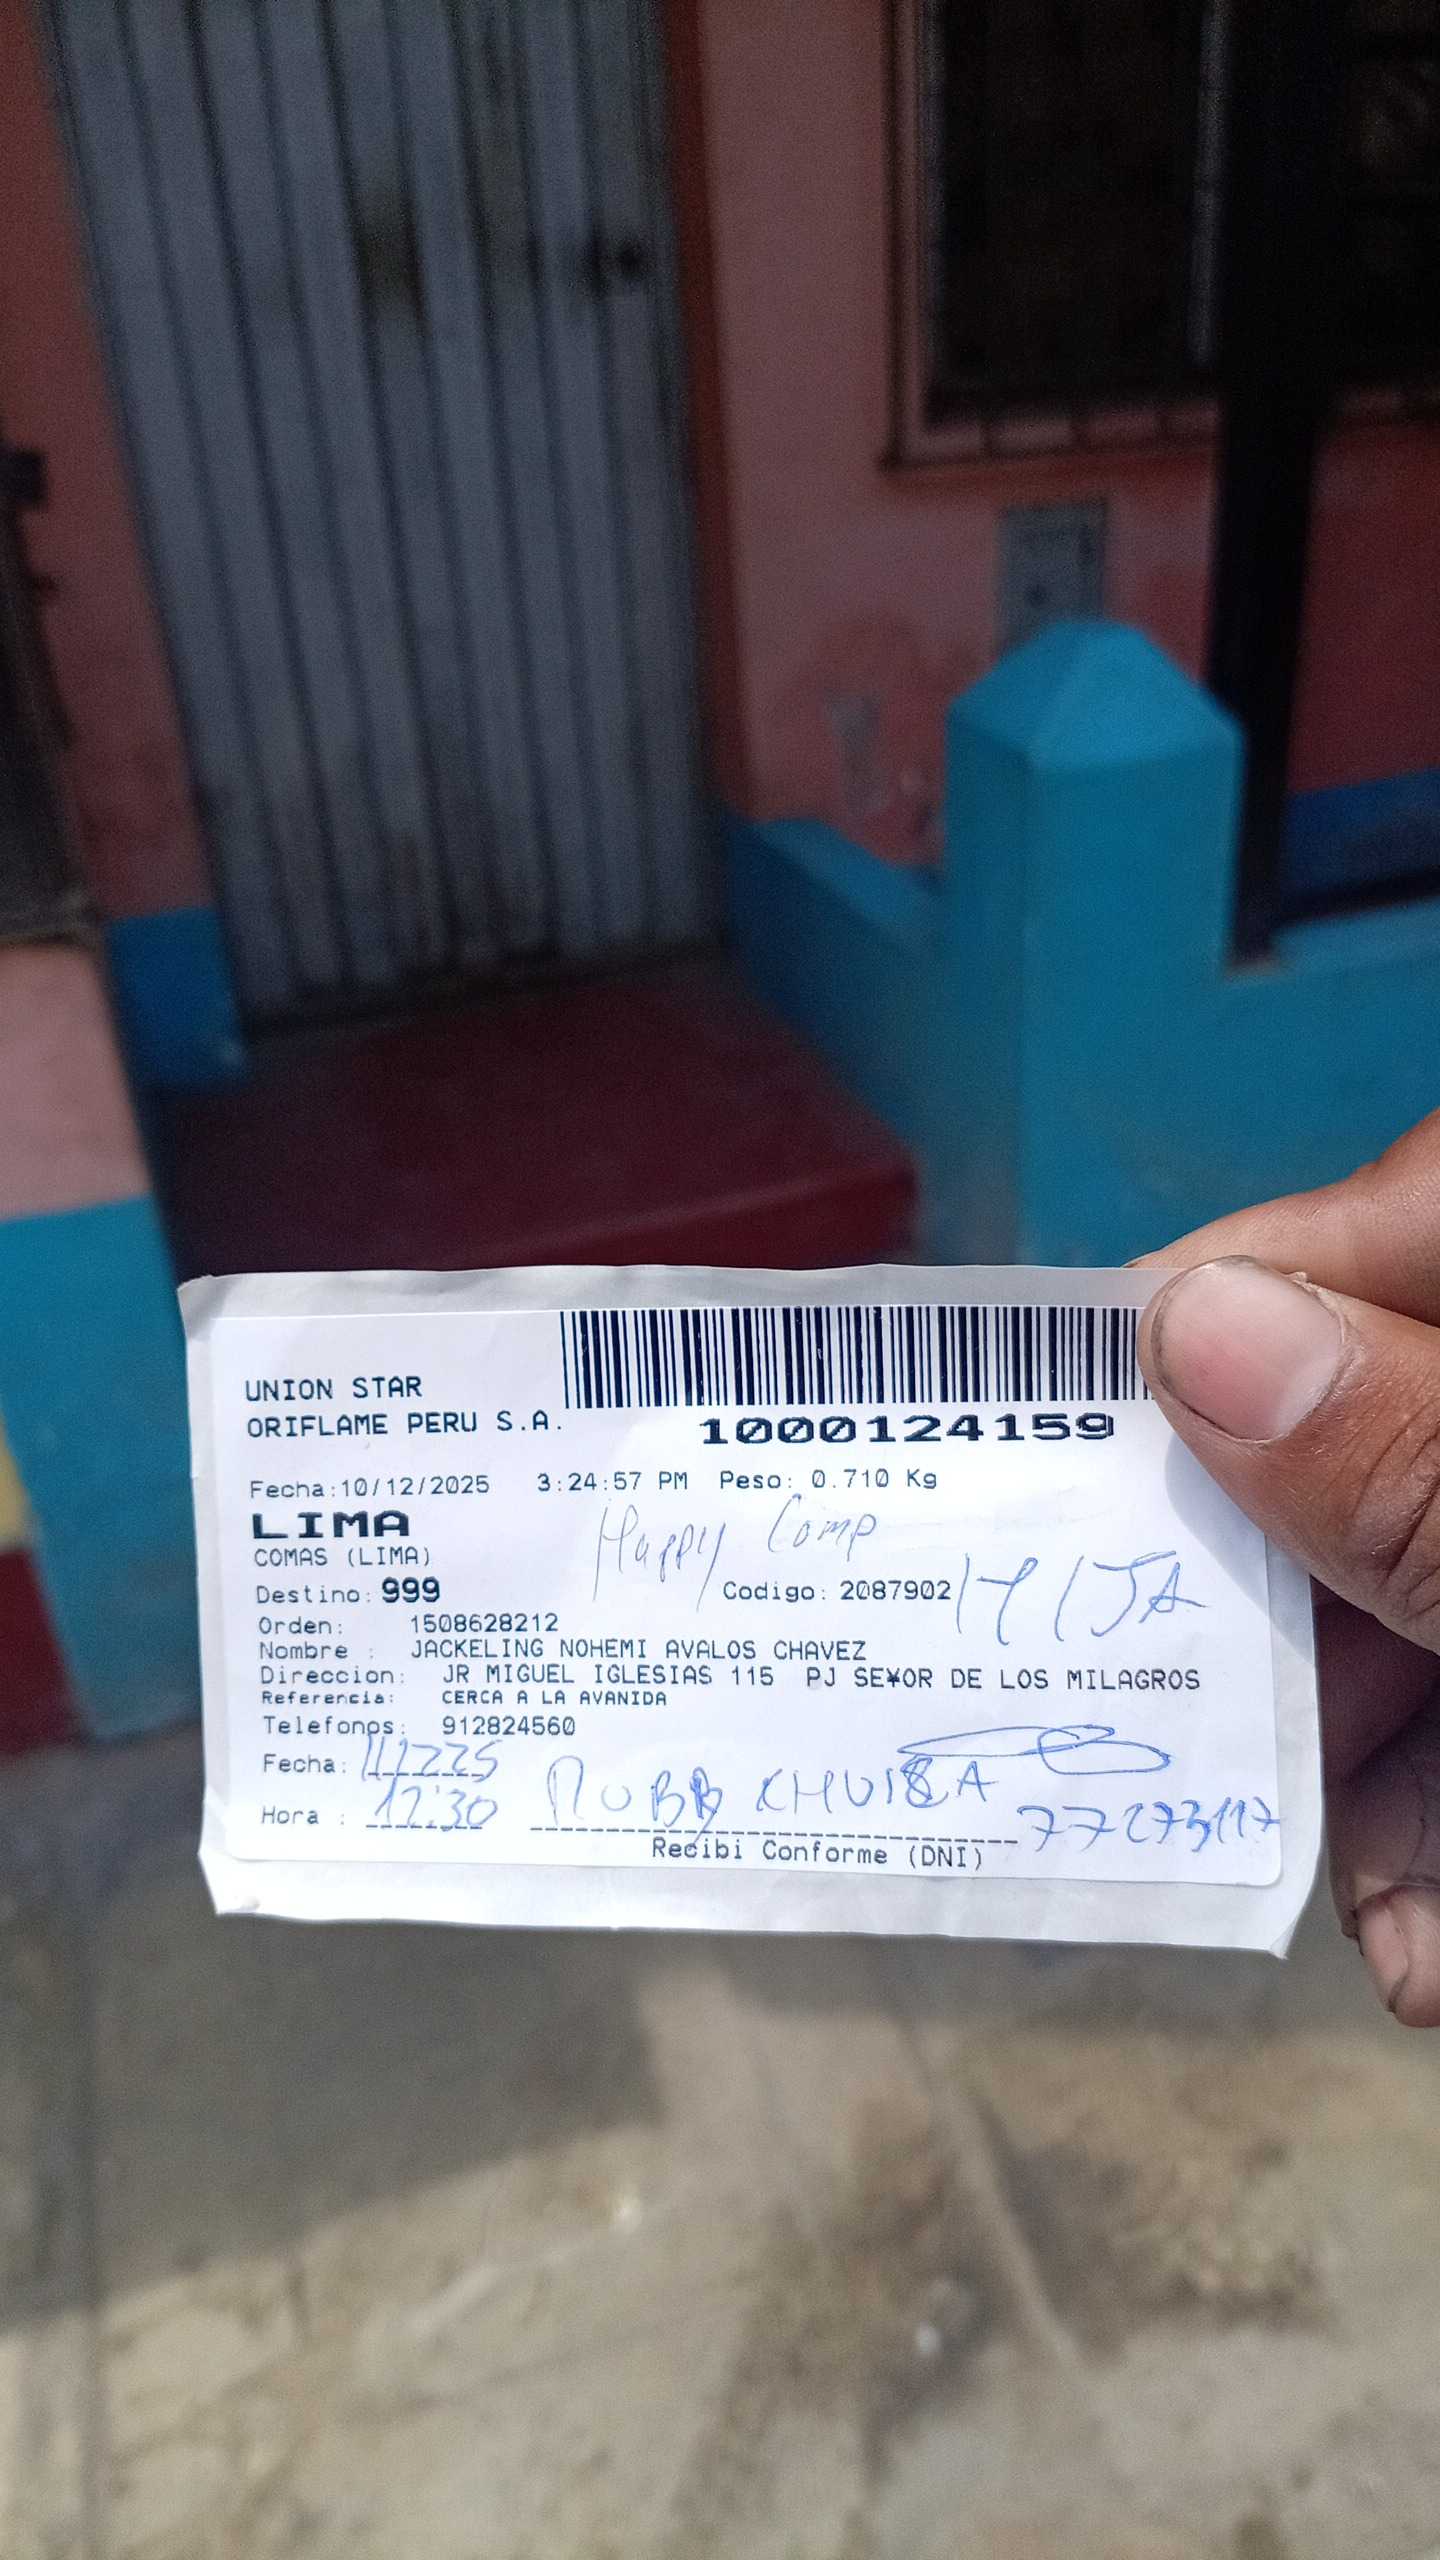 UNION STAR
ORIFLAME PERU S.A.
1000124159
Fecha:10/12/2025 3:24:57 PM Peso: 0.710 Kg
LIMA
Happy Comp
COMAS (LIMA)
Destino: 999 Codigo: 2087902 HIJA
Orden: 1508628212
Nombre : JACKELING NOHEMI AVALOS CHAVEZ
Direccion: JR MIGUEL IGLESIAS 115 PJ SE¥OR DE LOS MILAGROS
Referencia: CERCA A LA AVANIDA
Telefonos: 912824560
Fecha: 111225
Hora : 12:30 77273117
Recibi Conforme (DNI)